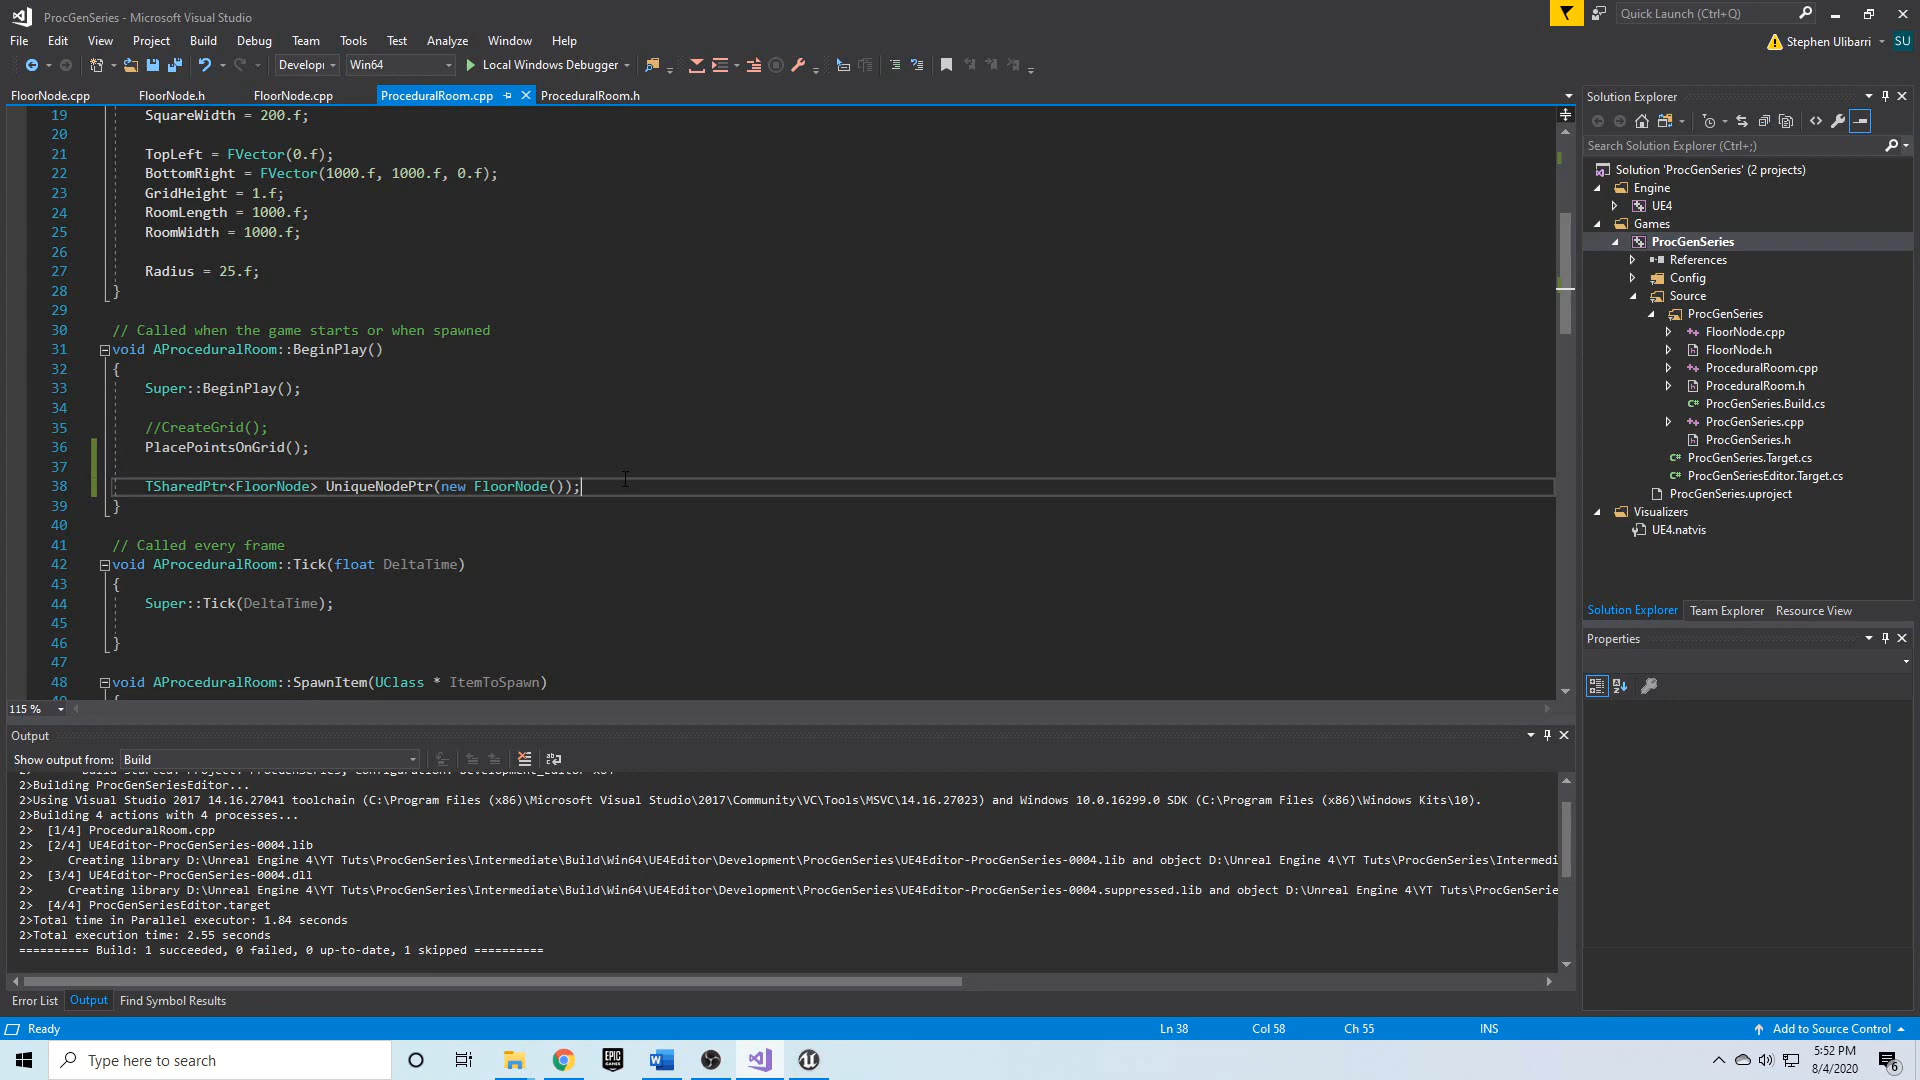 ProcGenSeries - Microsoft Visual Studio
Quick Launch (Ctrl+Q)
File Edit View Project Build Debug Team Tools Test Analyze Window Help
Stephen Ulibarri SU
Developi Win64 Local Windows Debugger
FloorNode.cpp FloorNode.h FloorNode.cpp ProceduralRoom.cpp ProceduralRoom.h
19 SquareWidth = 200.f;
20
21 TopLeft = FVector(0.f);
22 BottomRight = FVector(1000.f, 1000.f, 0.f);
23 GridHeight = 1.f;
24 RoomLength = 1000.f;
25 RoomWidth = 1000.f;
26
27 Radius = 25.f;
28 }
29
30 // Called when the game starts or when spawned
31 void AProceduralRoom::BeginPlay()
32 {
33 Super::BeginPlay();
34
35 //CreateGrid();
36 PlacePointsOnGrid();
37
38 TSharedPtr<FloorNode> UniqueNodePtr(new FloorNode());
39 }
40
41 // Called every frame
42 void AProceduralRoom::Tick(float DeltaTime)
43 {
44 Super::Tick(DeltaTime);
45
46 }
47
48 void AProceduralRoom::SpawnItem(UClass * ItemToSpawn)
115 %
Solution Explorer
Search Solution Explorer (Ctrl+;)
Solution 'ProcGenSeries' (2 projects)
Engine
UE4
Games
ProcGenSeries
References
Config
Source
ProcGenSeries
FloorNode.cpp
FloorNode.h
ProceduralRoom.cpp
ProceduralRoom.h
ProcGenSeries.Build.cs
ProcGenSeries.cpp
ProcGenSeries.h
ProcGenSeries.Target.cs
ProcGenSeriesEditor.Target.cs
ProcGenSeries.uproject
Visualizers
UE4.natvis
Solution Explorer Team Explorer Resource View
Properties
Output
Show output from: Build
2>Building ProcGenSeriesEditor...
2>Using Visual Studio 2017 14.16.27041 toolchain (C:\Program Files (x86)\Microsoft Visual Studio\2017\Community\VC\Tools\MSVC\14.16.27023) and Windows 10.0.16299.0 SDK (C:\Program Files (x86)\Windows Kits\10).
2>Building 4 actions with 4 processes...
2> [1/4] ProceduralRoom.cpp
2> [2/4] UE4Editor-ProcGenSeries-0004.lib
2> Creating library D:\Unreal Engine 4\YT Tuts\ProcGenSeries\Intermediate\Build\Win64\UE4Editor\Development\ProcGenSeries\UE4Editor-ProcGenSeries-0004.lib and object D:\Unreal Engine 4\YT Tuts\ProcGenSeries\Intermedi
2> [3/4] UE4Editor-ProcGenSeries-0004.dll
2> Creating library D:\Unreal Engine 4\YT Tuts\ProcGenSeries\Intermediate\Build\Win64\UE4Editor\Development\ProcGenSeries\UE4Editor-ProcGenSeries-0004.suppressed.lib and object D:\Unreal Engine 4\YT Tuts\ProcGenSerie
2> [4/4] ProcGenSeriesEditor.target
2>Total time in Parallel executor: 1.84 seconds
2>Total execution time: 2.55 seconds
========== Build: 1 succeeded, 0 failed, 0 up-to-date, 1 skipped ==========
Error List Output Find Symbol Results
Ready Ln 38 Col 58 Ch 55 INS Add to Source Control
Type here to search
EPIC GAMES
5:52 PM
8/4/2020
6